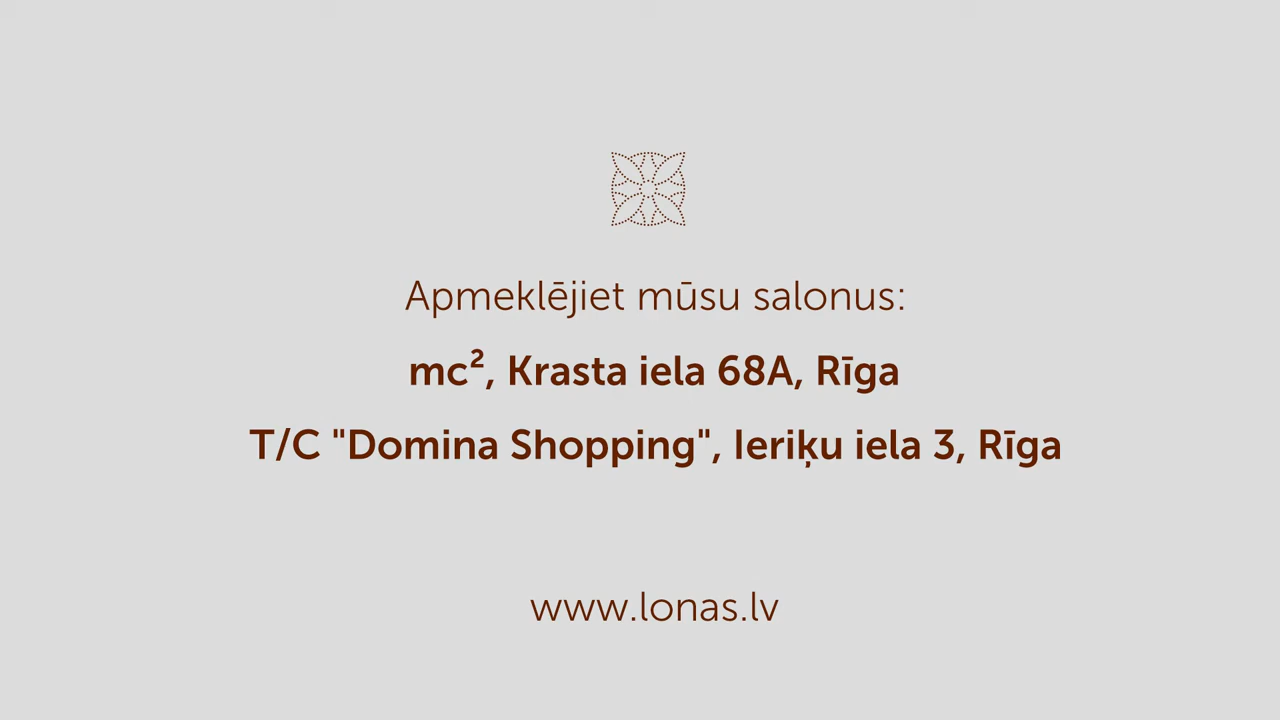 Apmeklējiet mūsu salonus:
mc², Krasta iela 68A, Rīga
T/C "Domina Shopping", Ieriķu iela 3, Rīga
www.lonas.lv